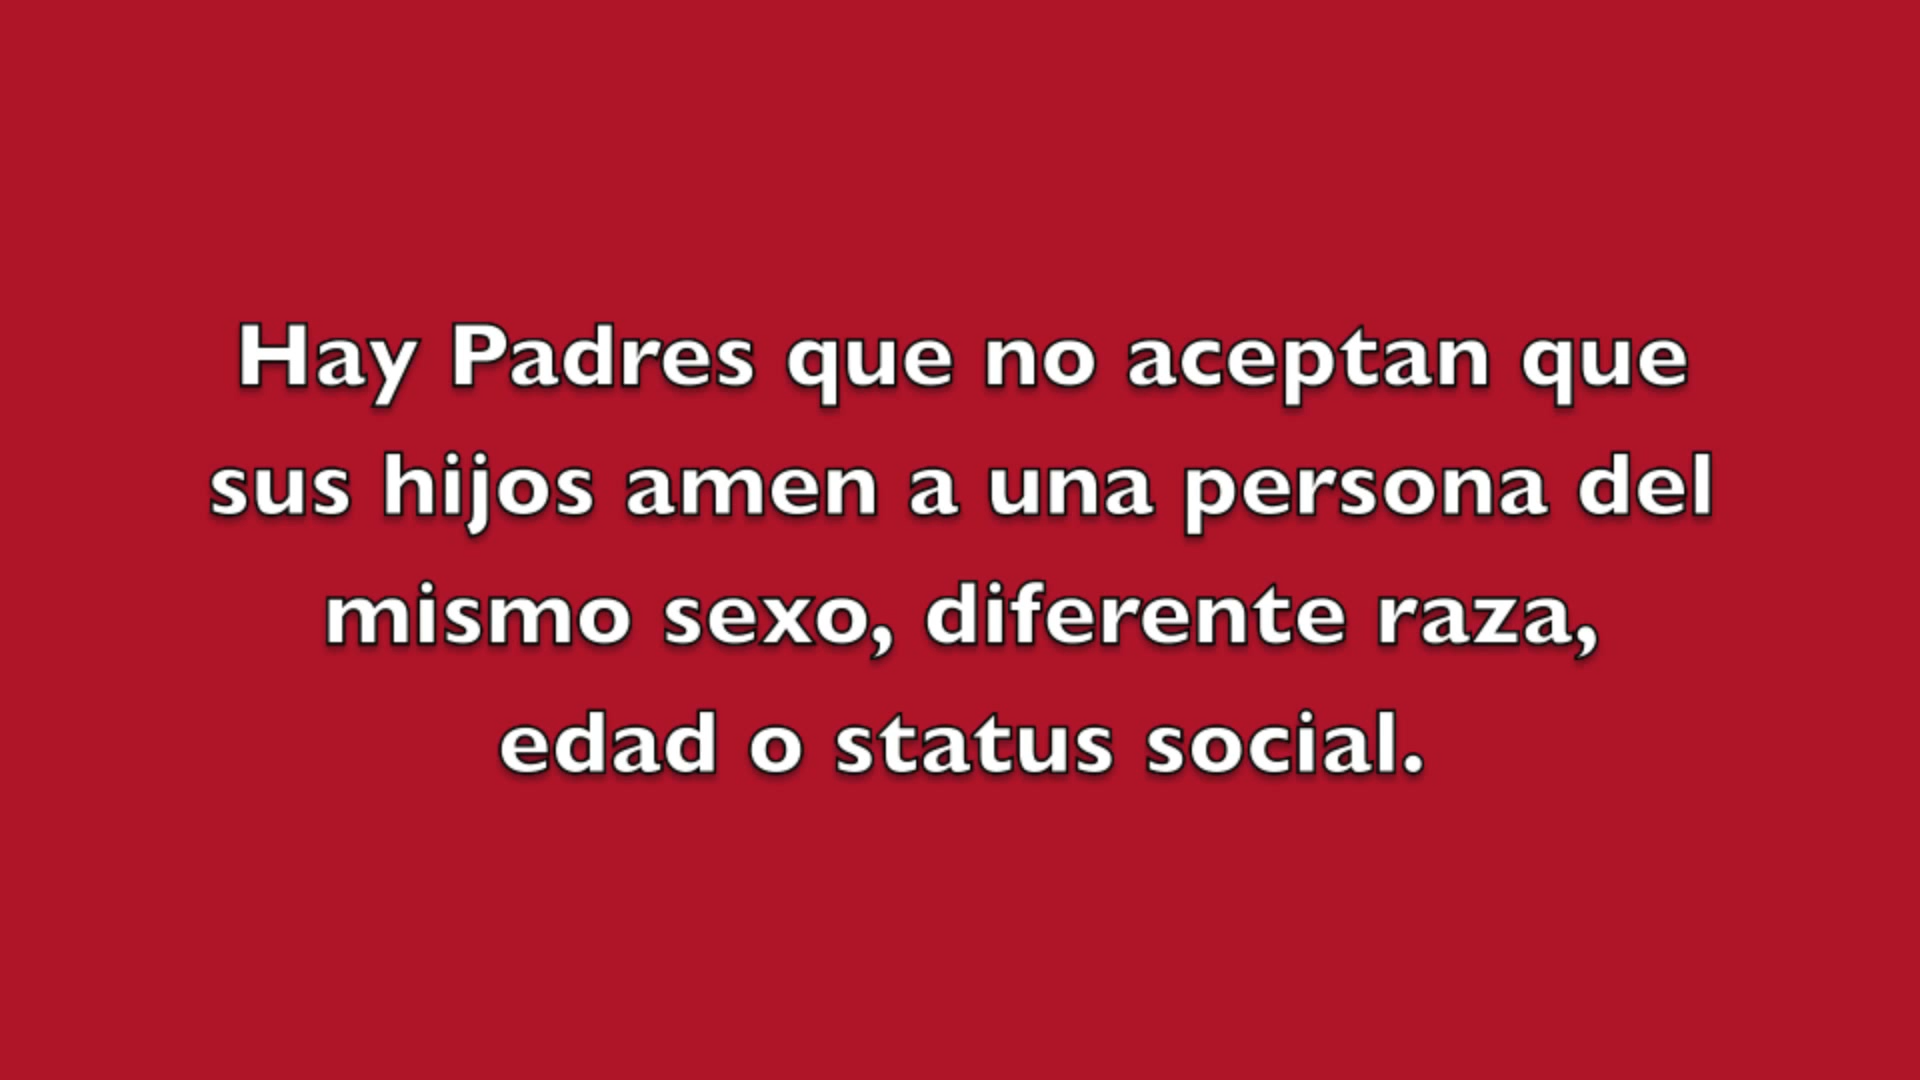 Hay Padres que no aceptan que
sus hijos amen a una persona del
mismo sexo, diferente raza,
edad o status social.